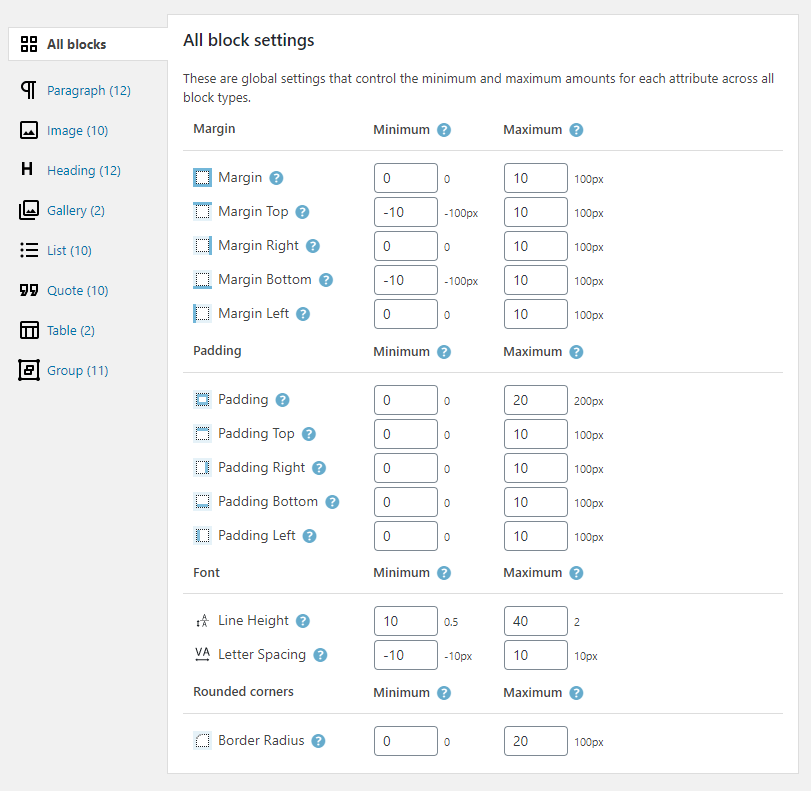 All blocks
Paragraph (12)
Image (10)
Heading (12)
Gallery (2)
List (10)
Quote (10)
Table (2)
Group (11)
All block settings
These are global settings that control the minimum and maximum amounts for each attribute across all
block types.
Margin Minimum ? Maximum ?
Margin ? 0 0 10 100px
Margin Top ? -10 -100px 10 100px
Margin Right ? 0 0 10 100px
Margin Bottom ? -10 -100px 10 100px
Margin Left ? 0 0 10 100px
Padding Minimum ? Maximum ?
Padding ? 0 0 20 200px
Padding Top ? 0 0 10 100px
Padding Right ? 0 0 10 100px
Padding Bottom ? 0 0 10 100px
Padding Left ? 0 0 10 100px
Font Minimum ? Maximum ?
Line Height ? 10 0.5 40 2
VA Letter Spacing ? -10 -10px 10 10px
Rounded corners Minimum ? Maximum ?
Border Radius ? 0 0 20 100px